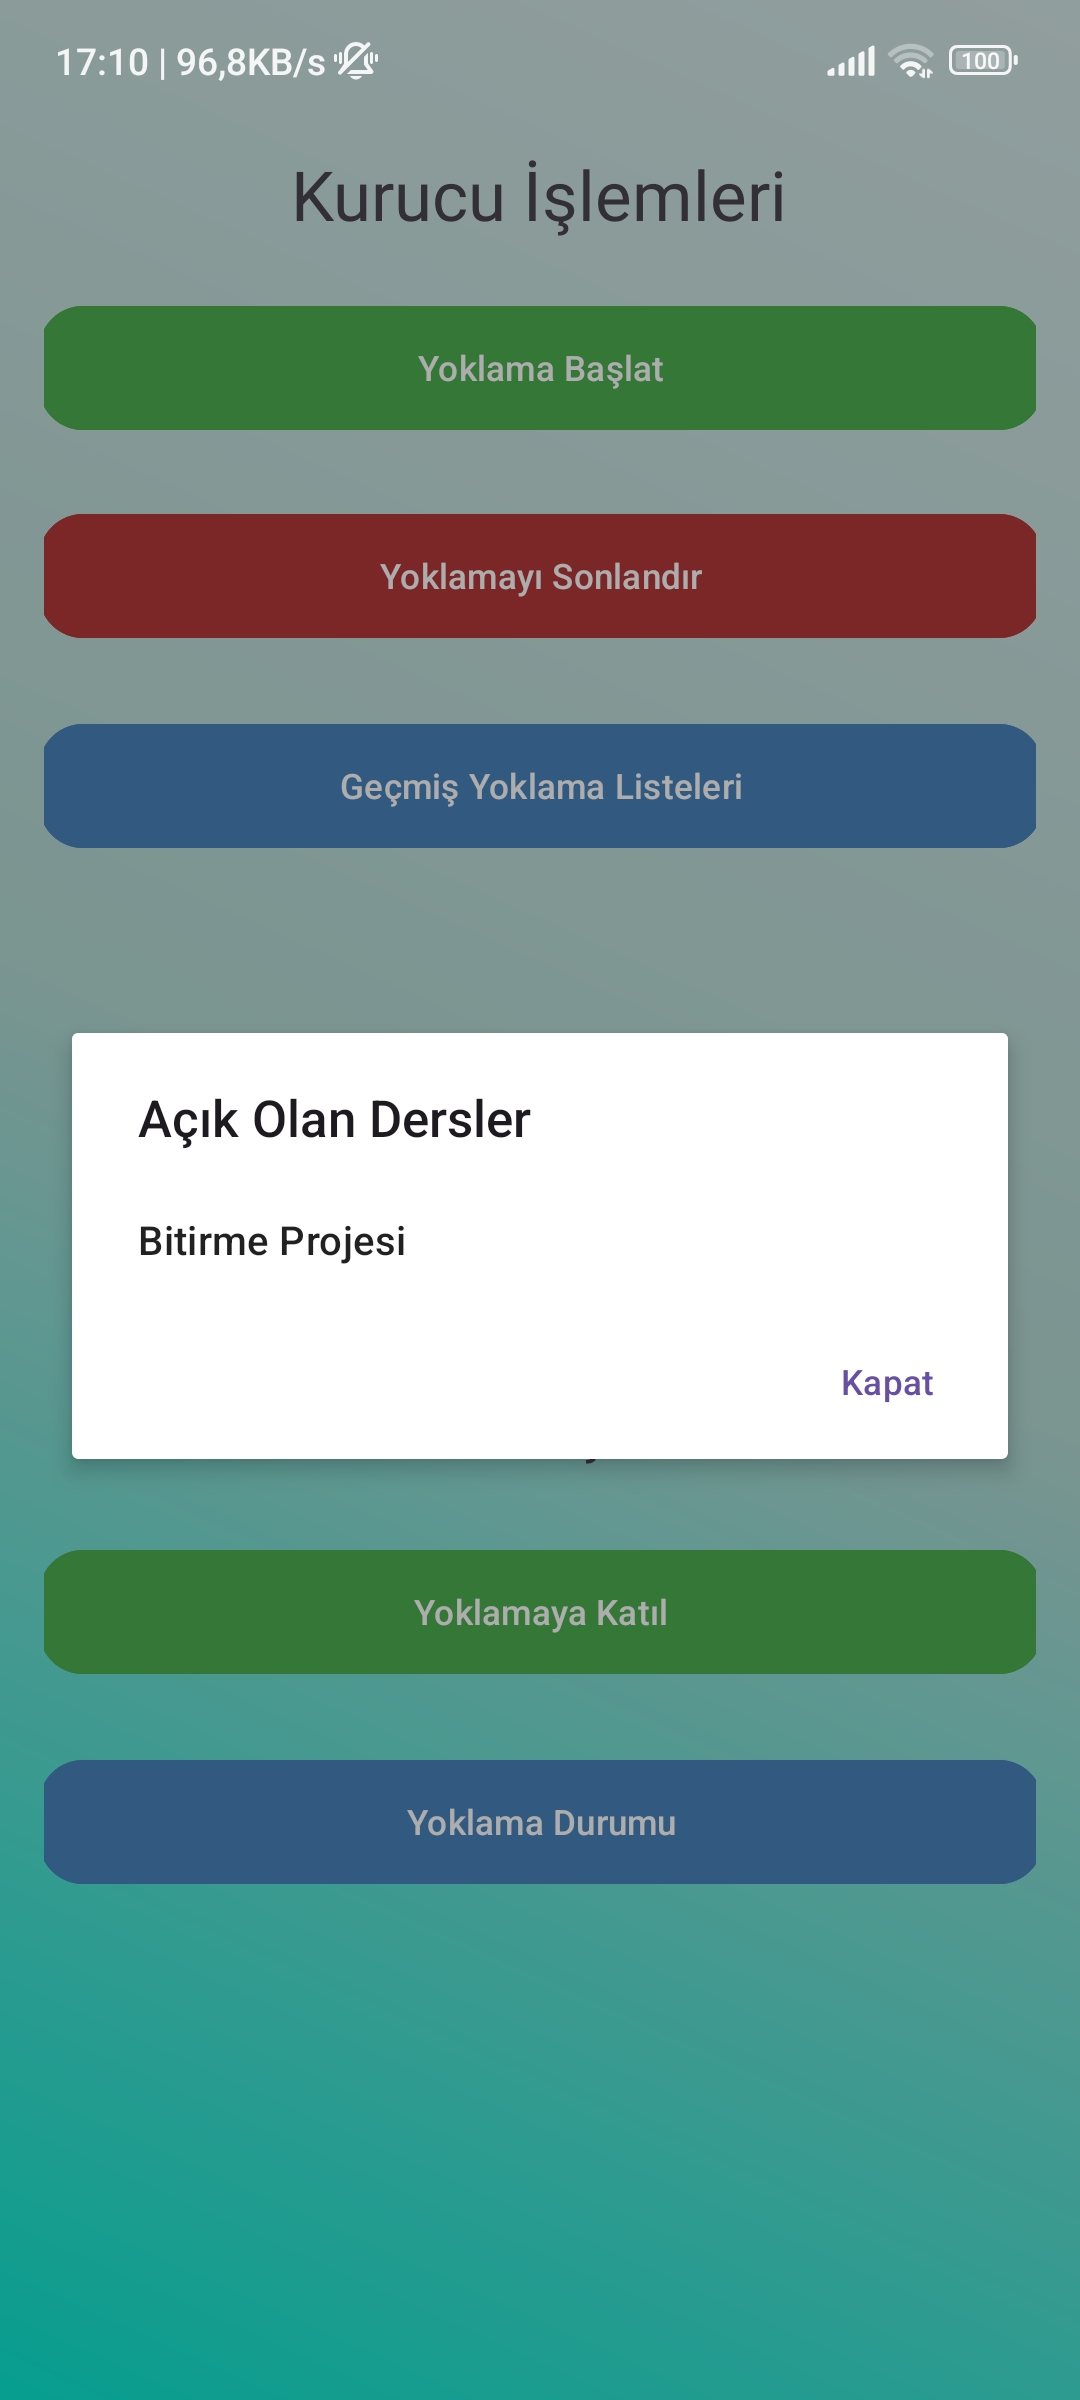 17:10 | 96,8KB/s
100
Kurucu İşlemleri
Yoklama Başlat
Yoklamayı Sonlandır
Geçmiş Yoklama Listeleri
Açık Olan Dersler
Bitirme Projesi
Kapat
Yoklamaya Katıl
Yoklama Durumu